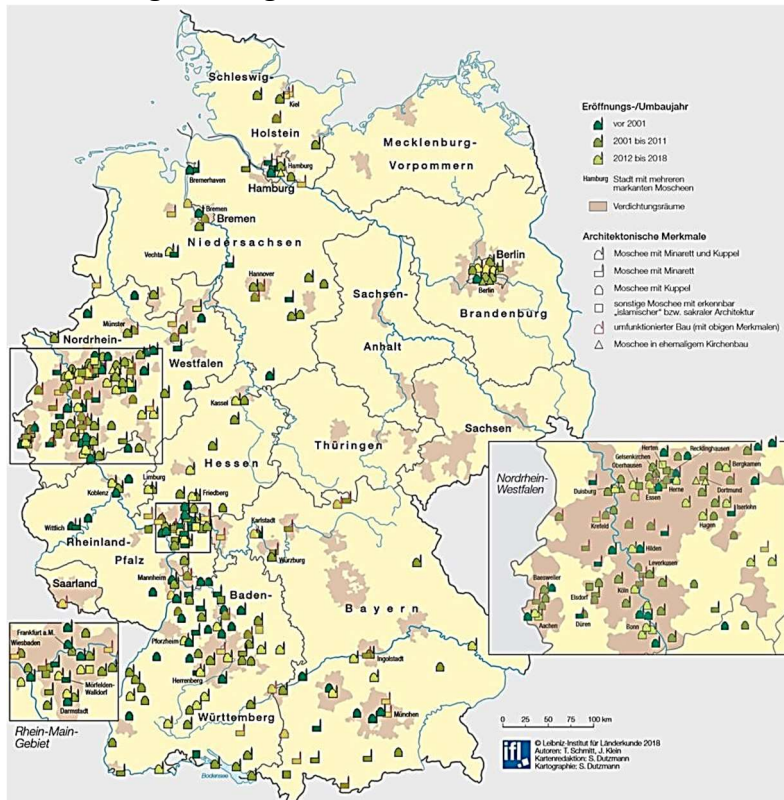 Schleswig-
Kiel
Holstein
Mecklenburg-
Vorpommern
Hamburg
Hamburg
Bremerhaven
Bremen
Bremen
Niedersachsen
Vechta
Hannover
Berlin
Berlin
Brandenburg
Sachsen-
Anhalt
Münster
Nordrhein-
Westfalen
Kassel
Sachsen
Thüringen
Hessen
Limburg
Koblenz
Friedberg
Wittlich
Rheinland-
Pfalz
Karlstadt
Würzburg
Saarland
Mannheim
Baden-
Bayern
Pforzheim
Herrenberg
Ingolstadt
München
Württemberg
Bodensee
Eröffnungs-/Umbaujahr
vor 2001
2001 bis 2011
2012 bis 2018
Hamburg Stadt mit mehreren
markanten Moscheen
Verdichtungsräume
Architektonische Merkmale
Moschee mit Minarett und Kuppel
Moschee mit Minarett
Moschee mit Kuppel
sonstige Moschee mit erkennbar
„islamischer" bzw. sakraler Architektur
umfunktionierter Bau (mit obigen Merkmalen)
Moschee in ehemaligem Kirchenbau
Nordrhein-
Westfalen
Herten
Recklinghausen
Gelsenkirchen
Oberhausen
Bergkamen
Duisburg
Essen
Herne
Dortmund
Iserlohn
Krefeld
Hagen
Hilden
Leverkusen
Baesweiler
Elsdorf
Köln
Aachen
Düren
Bonn
Frankfurt a.M.
Wiesbaden
Mörfelden-
Walldorf
Darmstadt
Rhein-Main-
Gebiet
0 25 50 75 100 km
ifl
© Leibniz-Institut für Länderkunde 2018
Autoren: T. Schmitt, J. Klein
Kartenredaktion: S. Dutzmann
Kartographie: S. Dutzmann